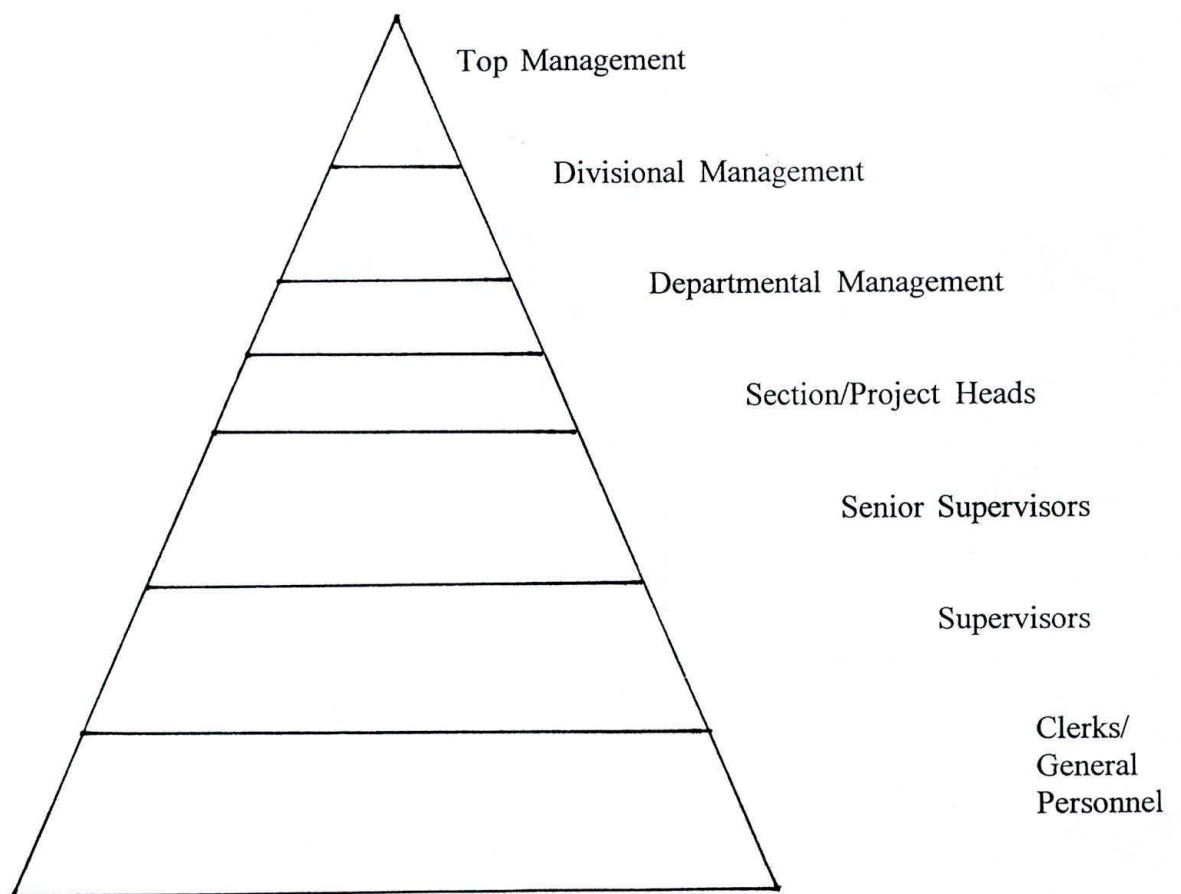 Top Management
Divisional Management
Departmental Management
Section/Project Heads
Senior Supervisors
Supervisors
Clerks/
General
Personnel